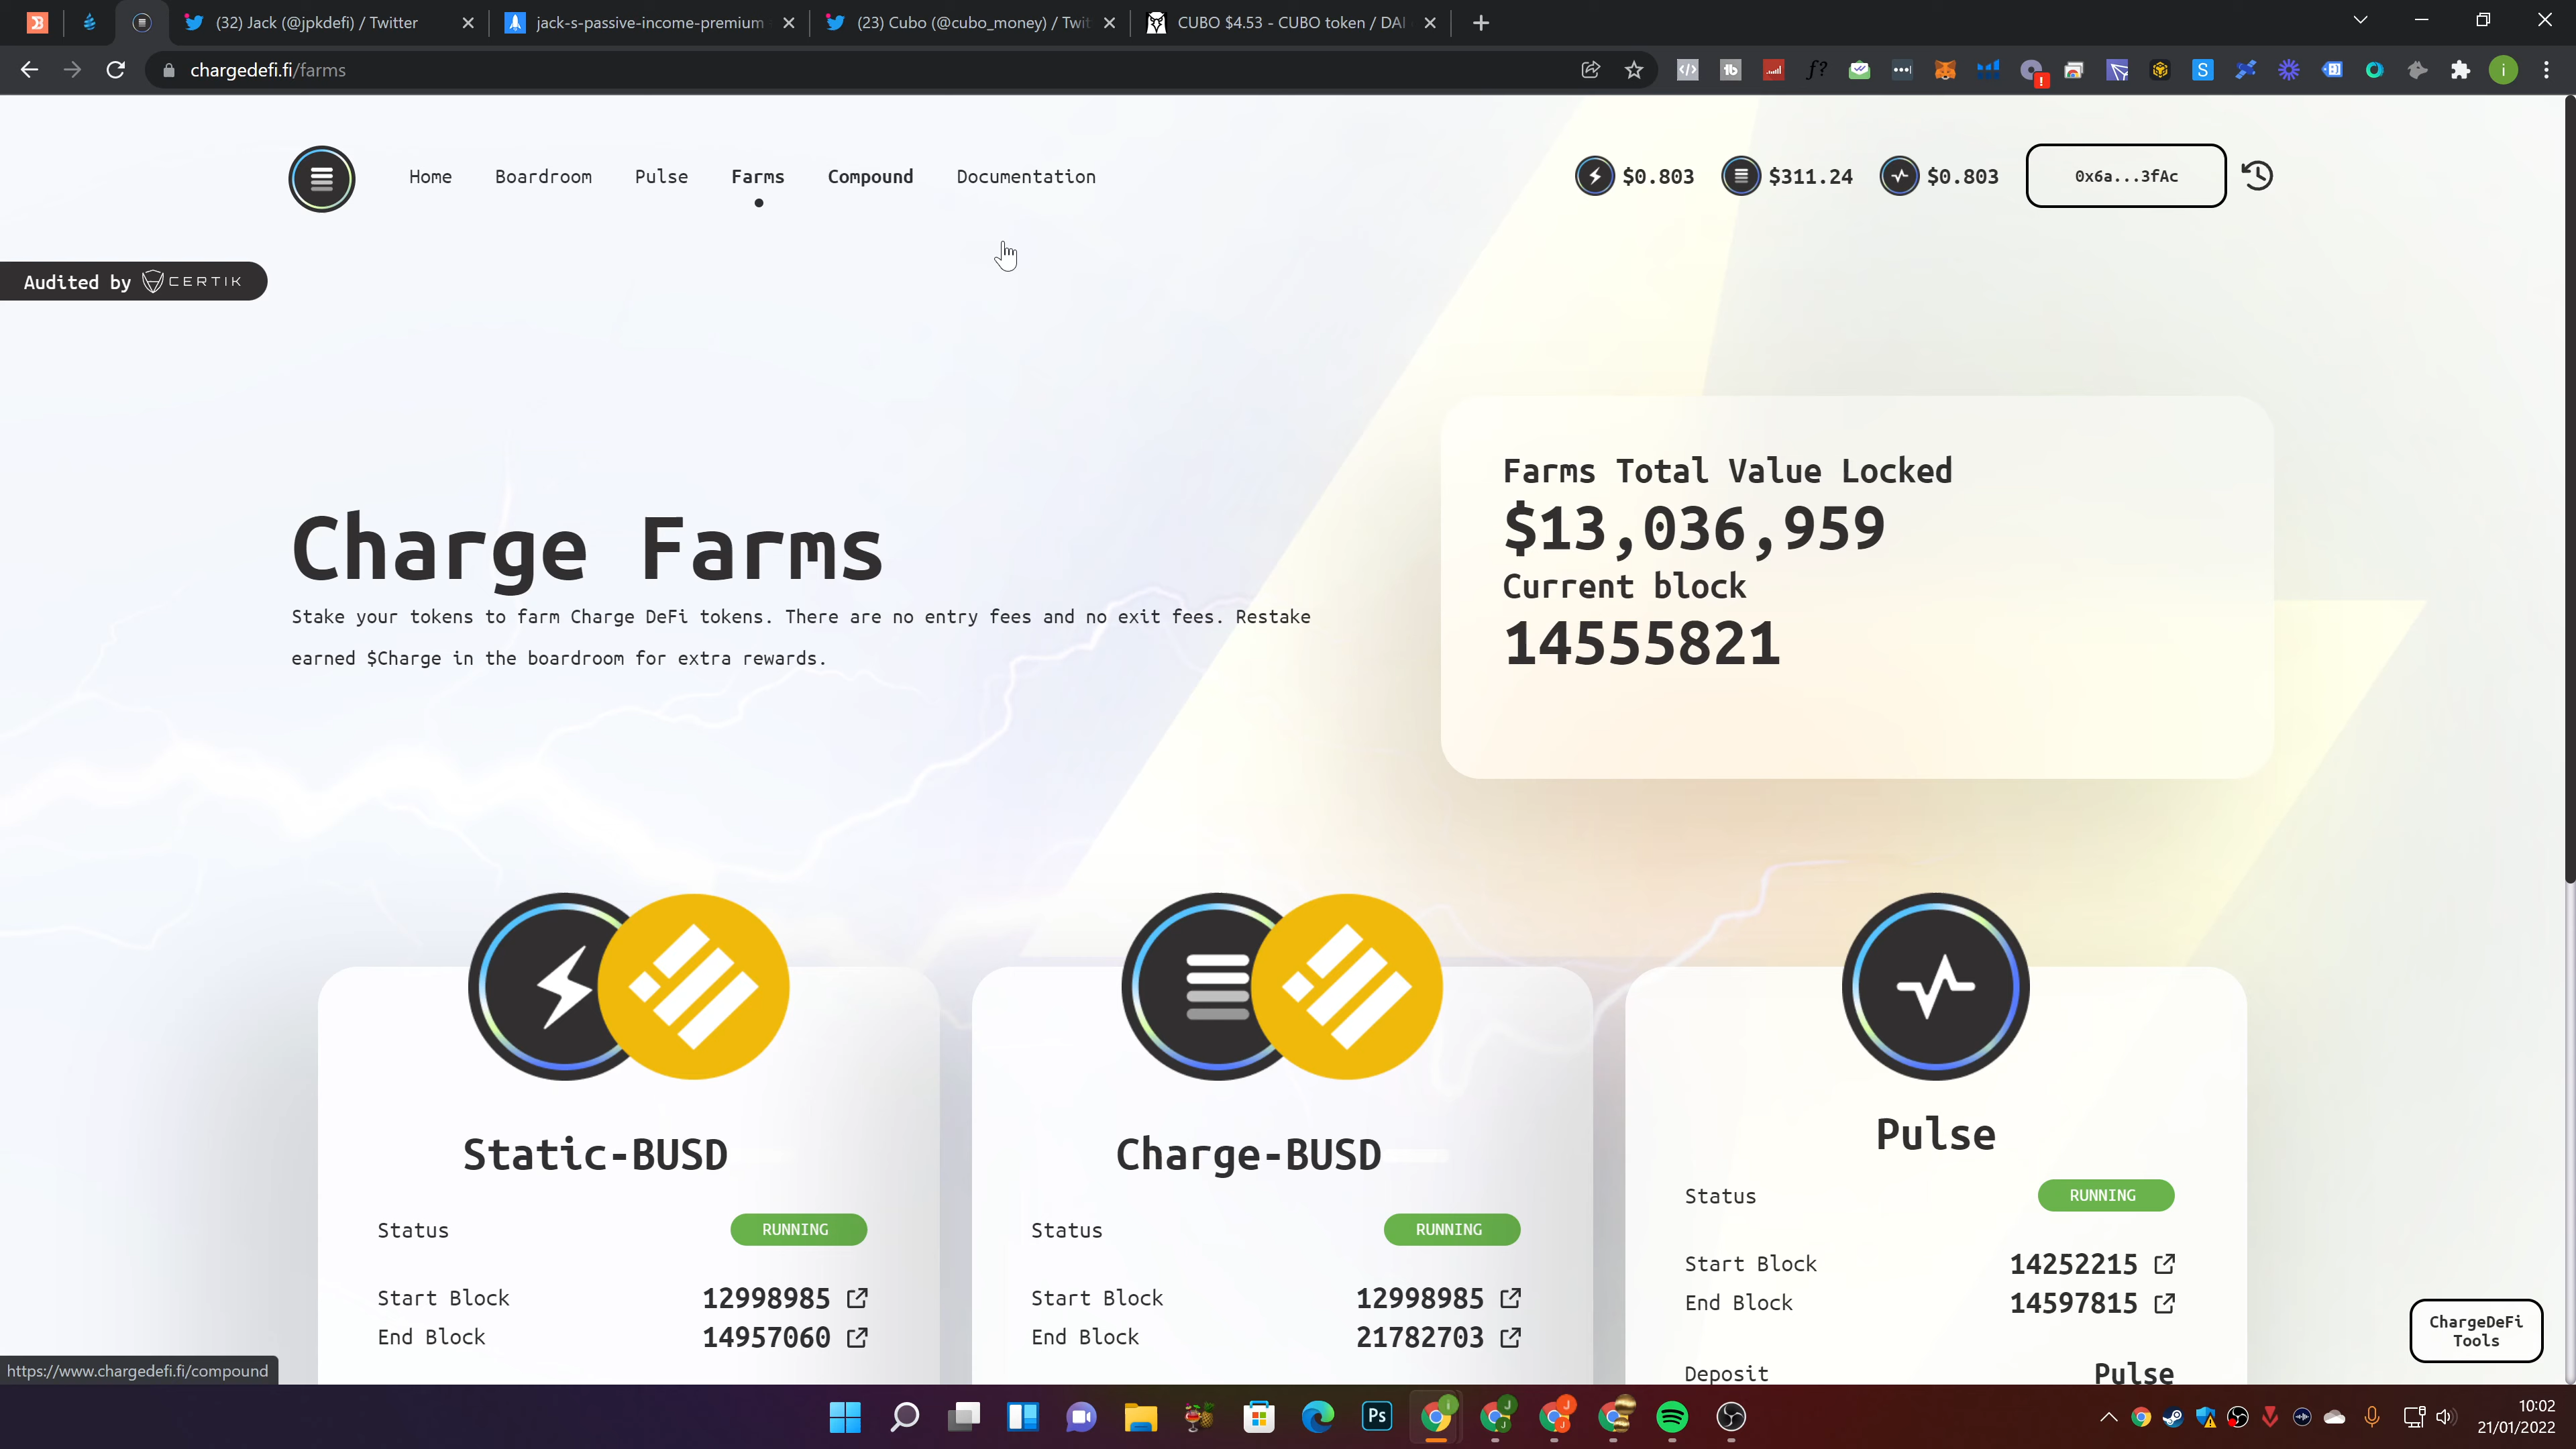 (32) Jack (@jpkdefi) / Twitter
jack-s-passive-income-premium
(23) Cubo (@cubo_money) / Twit
CUBO $4.53 - CUBO token / DAI
chargedefi.fi/farms
Home
Boardroom
Pulse
Farms
Compound
Documentation
$0.803
$311.24
$0.803
0x6a...3fAc
Audited by CERTIK
Farms Total Value Locked
$13,036,959
Current block
14555821
Charge Farms
Stake your tokens to farm Charge DeFi tokens. There are no entry fees and no exit fees. Restake
earned $Charge in the boardroom for extra rewards.
Static-BUSD
Status RUNNING
Start Block 12998985
End Block 14957060
Charge-BUSD
Status RUNNING
Start Block 12998985
End Block 21782703
Pulse
Status RUNNING
Start Block 14252215
End Block 14597815
Deposit Pulse
ChargeDeFi
Tools
https://www.chargedefi.fi/compound
Ps
10:02
21/01/2022